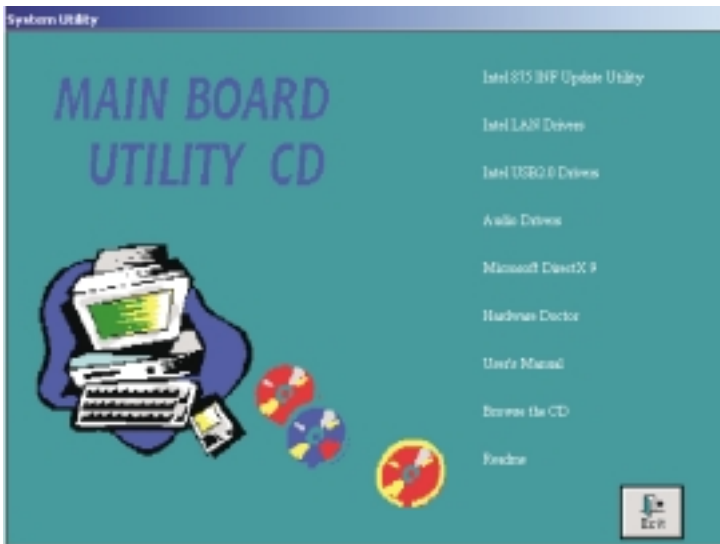 System Utility
MAIN BOARD
UTILITY CD
Intel 875 INF Update Utility
Intel LAN Drivers
Intel USB2.0 Drivers
Audio Drivers
Microsoft DirectX 9
Hardware Doctor
User's Manual
Browse the CD
Readme
Exit